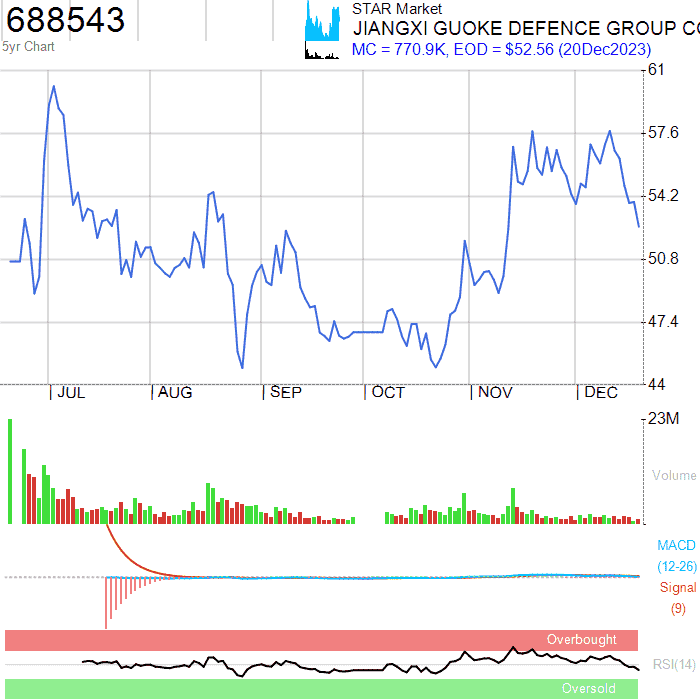 688543
STAR Market
JIANGXI GUOKE DEFENCE GROUP CO
5yr Chart
MC = 770.9K, EOD = $52.56 (20Dec2023)
61
57.6
54.2
50.8
47.4
44
JUL AUG SEP OCT NOV DEC
23M
Volume
MACD
(12-26)
Signal
(9)
Overbought
RSI(14)
Oversold